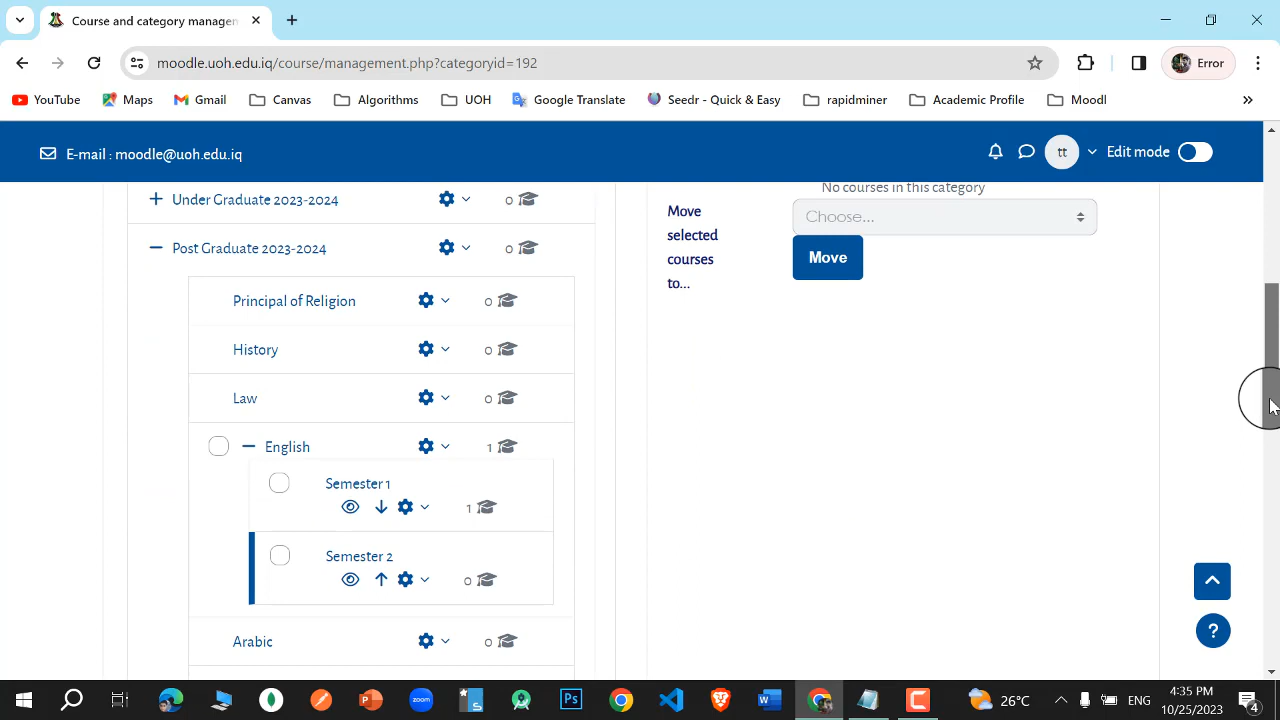 Course and category managem
moodle.uoh.edu.iq/course/management.php?categoryid=192
Error
YouTube
Maps
Gmail
Canvas
Algorithms
UOH
Google Translate
Seedr - Quick & Easy
rapidminer
Academic Profile
Moodl
E-mail : moodle@uoh.edu.iq
tt
Edit mode
Under Graduate 2023-2024
0
No courses in this category
Move
selected
courses
to...
Choose...
Move
Post Graduate 2023-2024
0
Principal of Religion
0
History
0
Law
0
English
1
Semester 1
1
Semester 2
0
Arabic
0
?
Ps
zoom
26°C
ENG
4:35 PM
10/25/2023
4